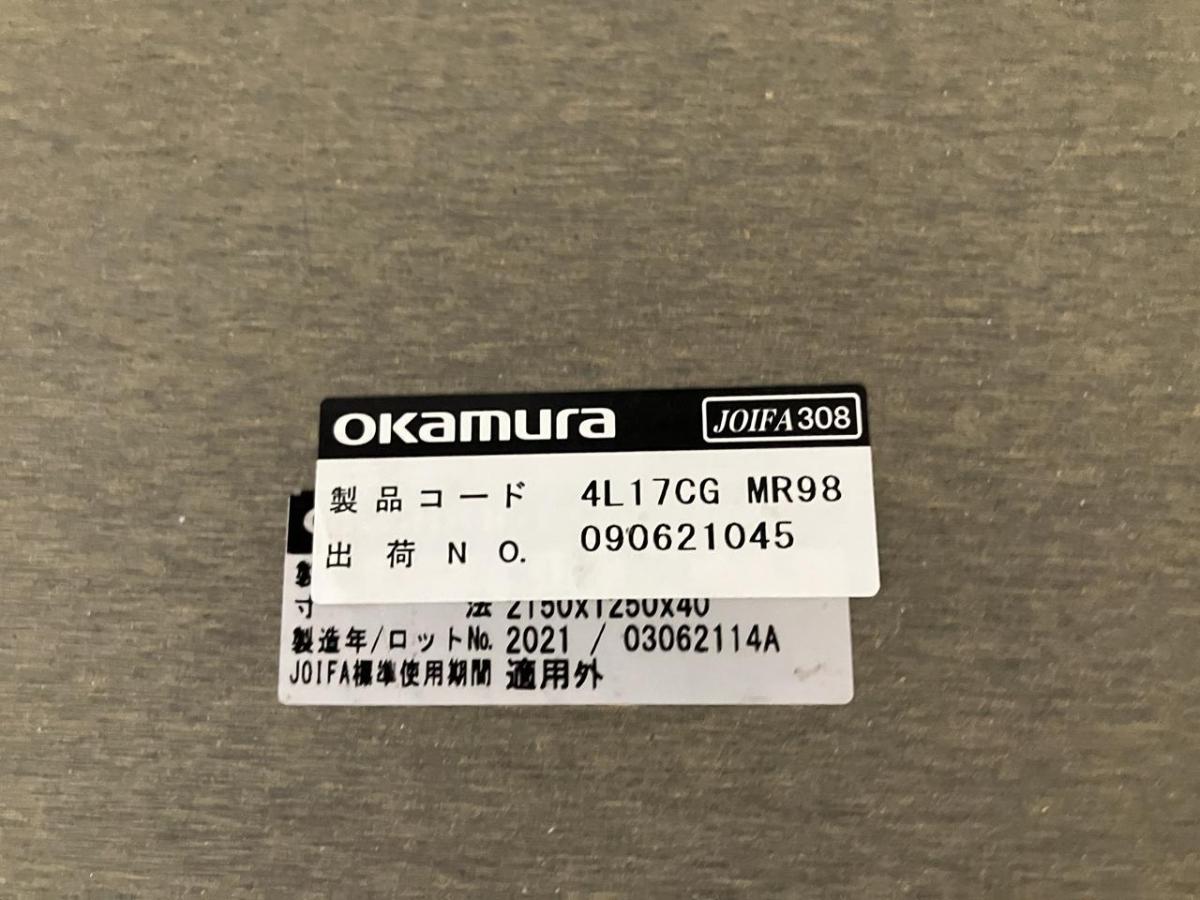 OKamura JOIFA308
製品コード 4L17CG MR98
出荷NO. 090621045
寸 法 2150x1250x40
製造年/ロットNo. 2021 / 03062114A
JOIFA標準使用期間 適用外